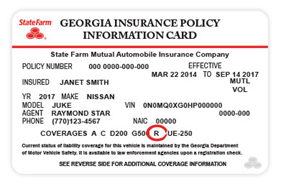 StateFarm
GEORGIA INSURANCE POLICY
INFORMATION CARD
State Farm Mutual Automobile Insurance Company
POLICY NUMBER 000 0000-000-000 EFFECTIVE
MAR 22 2014 TO SEP 14 2017
INSURED JANET SMITH MUTL
VOL
YR 2017 MAKE NISSAN
MODEL JUKE VIN 0N0MQ0XG0HP000000
AGENT RAYMOND STAR 0000-000
PHONE (770)123-4567 NAIC 00000
COVERAGES A C D200 G500 R UE-250
Current status of liability coverage for this vehicle is maintained by the Georgia Department
of Motor Vehicle Safety. It is available to law enforcement agencies upon a registration check.
SEE REVERSE SIDE FOR ADDITIONAL COVERAGE INFORMATION